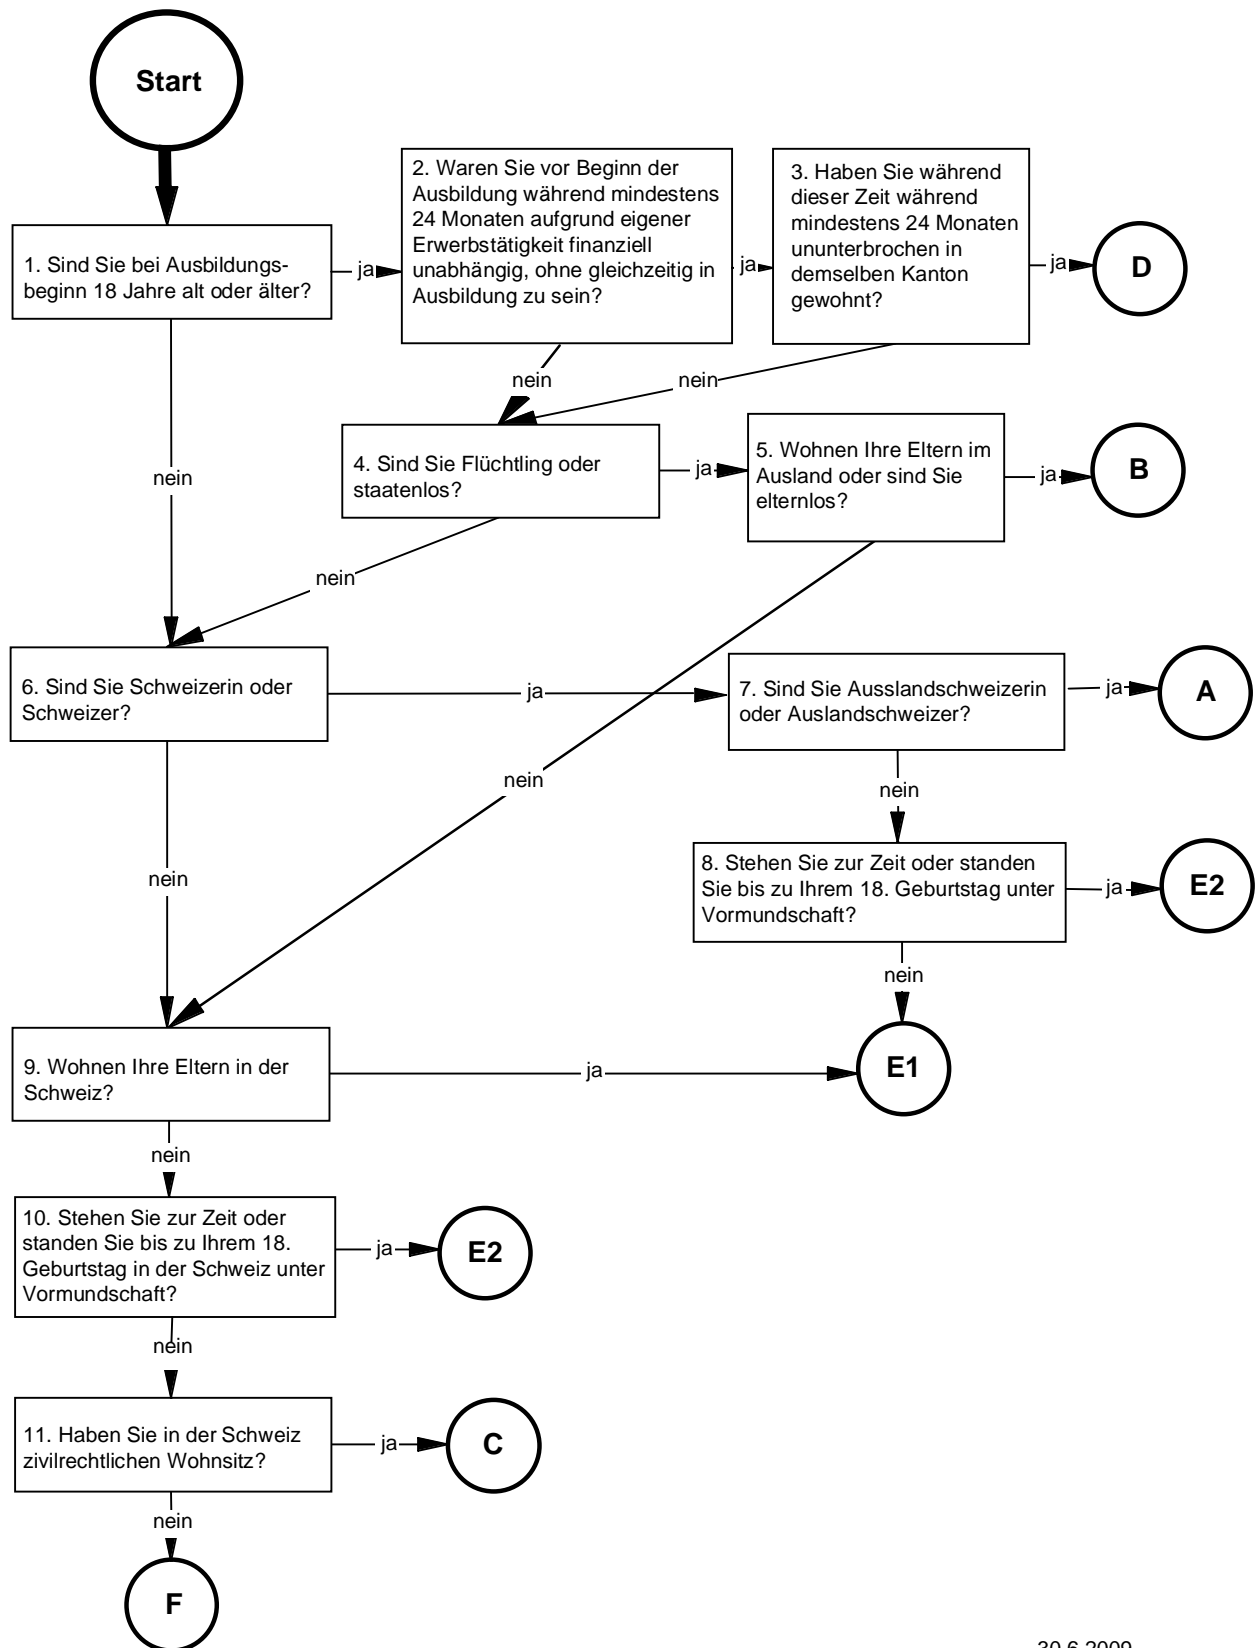 Start
1. Sind Sie bei Ausbildungs-
beginn 18 Jahre alt oder älter?
ja
2. Waren Sie vor Beginn der
Ausbildung während mindestens
24 Monaten aufgrund eigener
Erwerbstätigkeit finanziell
unabhängig, ohne gleichzeitig in
Ausbildung zu sein?
ja
3. Haben Sie während
dieser Zeit während
mindestens 24 Monaten
ununterbrochen in
demselben Kanton
gewohnt?
ja
D
nein
nein
nein
4. Sind Sie Flüchtling oder
staatenlos?
ja
5. Wohnen Ihre Eltern im
Ausland oder sind Sie
elternlos?
ja
B
nein
6. Sind Sie Schweizerin oder
Schweizer?
ja
7. Sind Sie Ausslandschweizerin
oder Auslandschweizer?
ja
A
nein
nein
nein
8. Stehen Sie zur Zeit oder standen
Sie bis zu Ihrem 18. Geburtstag unter
Vormundschaft?
ja
E2
nein
9. Wohnen Ihre Eltern in der
Schweiz?
ja
E1
nein
10. Stehen Sie zur Zeit oder
standen Sie bis zu Ihrem 18.
Geburtstag in der Schweiz unter
Vormundschaft?
ja
E2
nein
11. Haben Sie in der Schweiz
zivilrechtlichen Wohnsitz?
ja
C
nein
F
30.6.2009